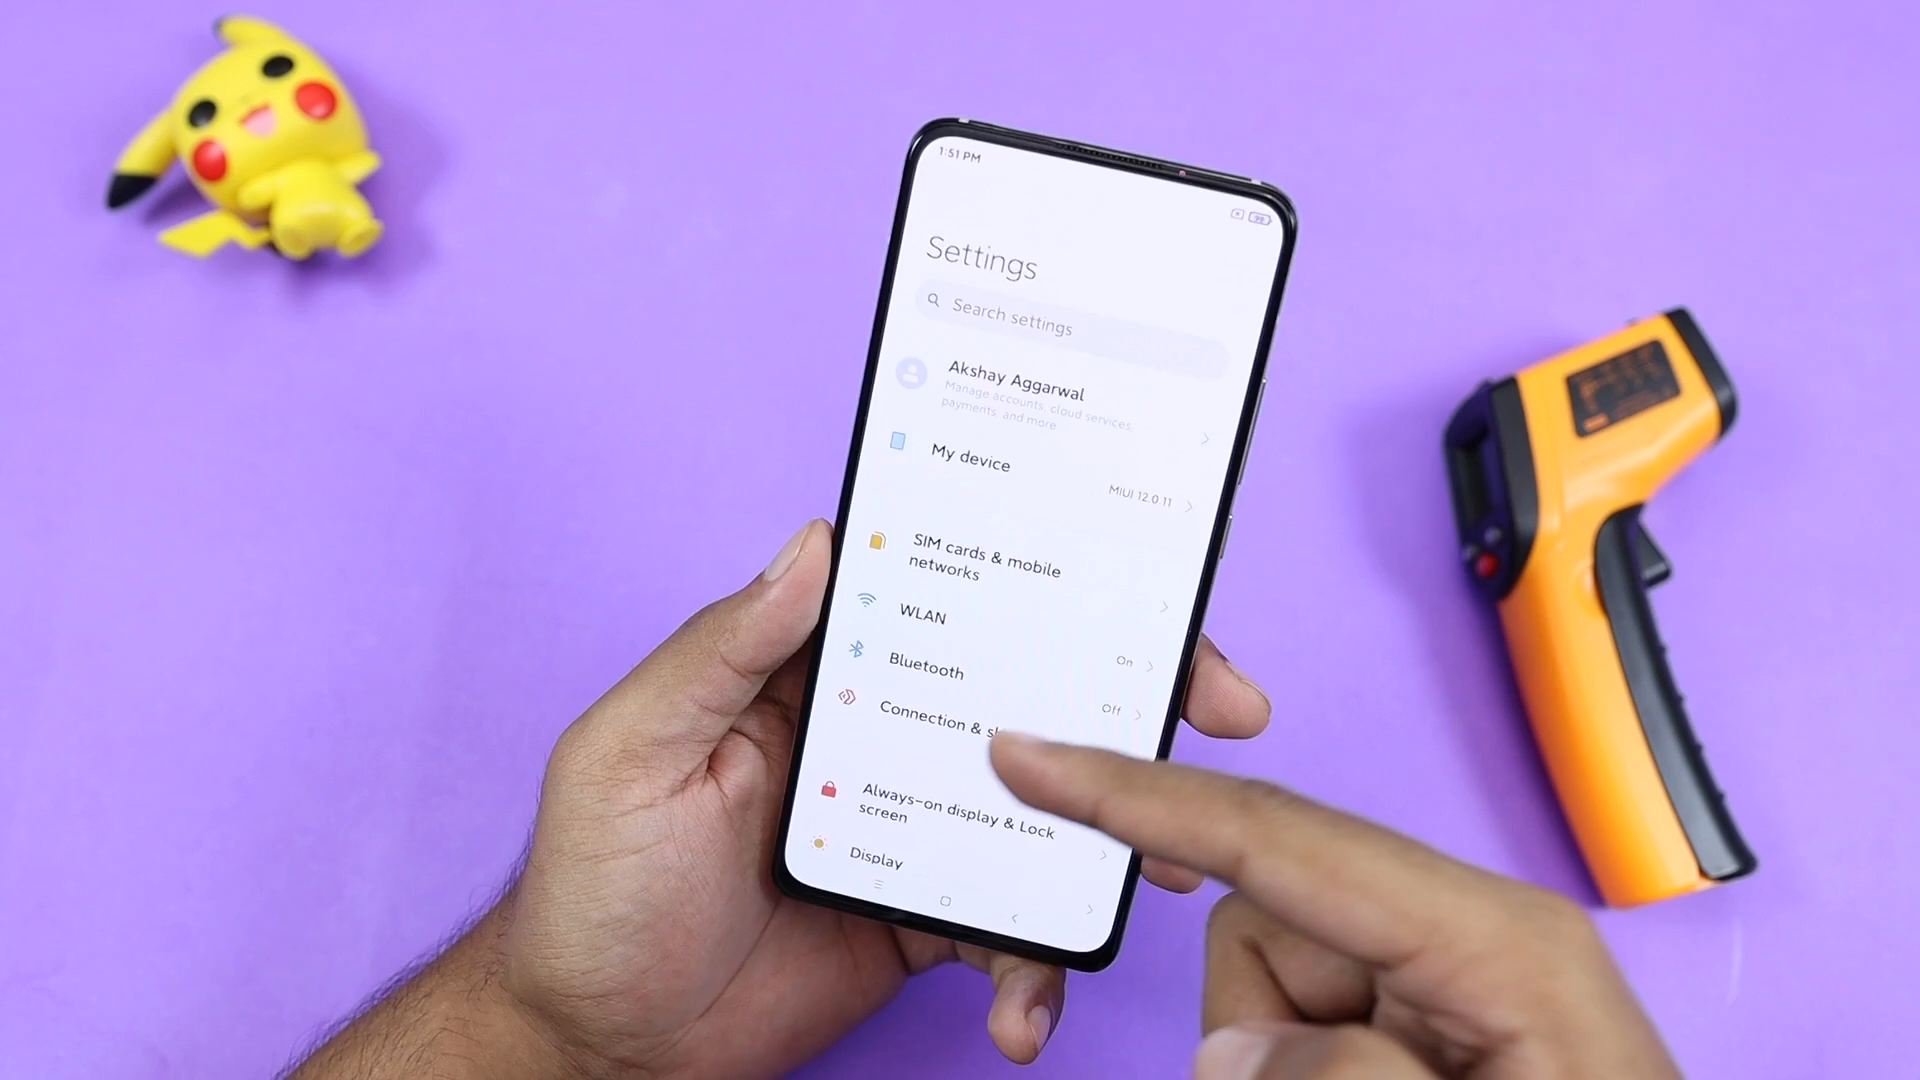 1:51 PM
99
Settings
Search settings
Akshay Aggarwal
Manage accounts, cloud services,
payments, and more
My device
MIUI 12.0.11
SIM cards & mobile
networks
WLAN
On
Bluetooth
Off
Connection &
Always-on display & Lock
screen
Display